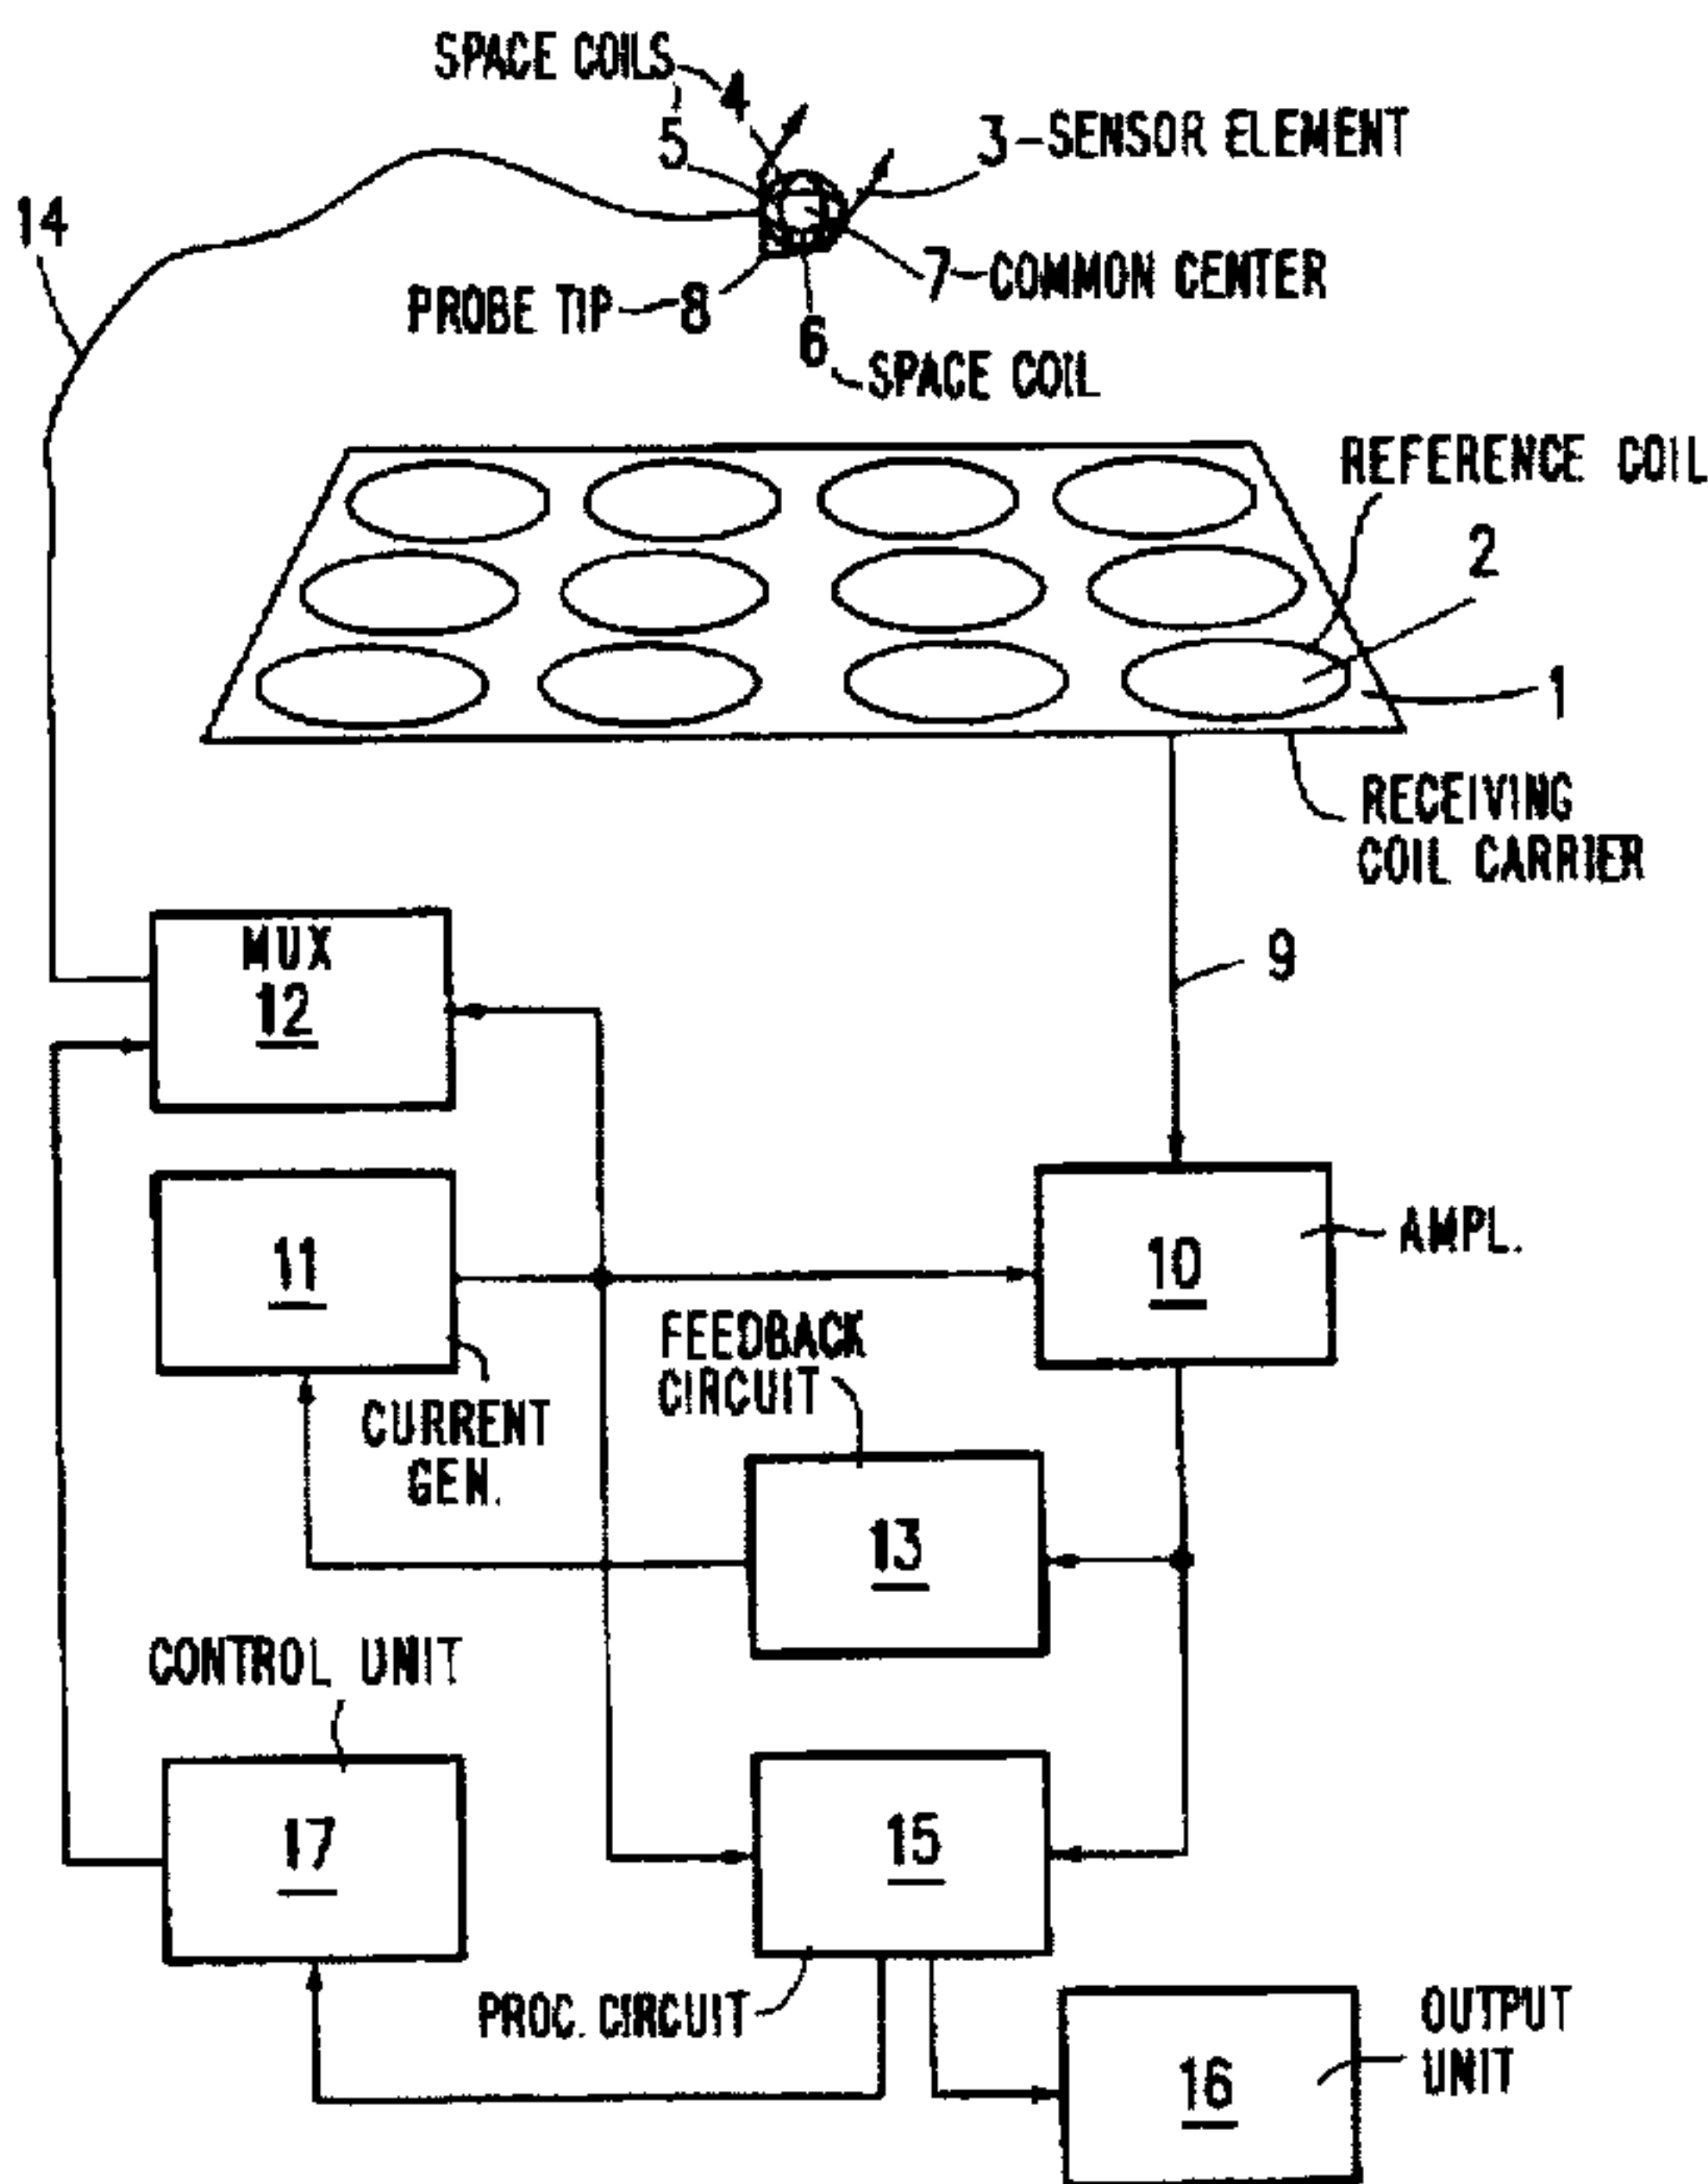 SPACE COILS 4
5
3-SENSOR ELEMENT
14
7-COMMON CENTER
PROBE TIP-8
6
SPACE COIL
REFERENCE COIL
2
1
RECEIVING
COIL CARRIER
9
MUX
12
11
10
AMPL.
CURRENT
GEN.
FEEDBACK
CIRCUIT
13
CONTROL UNIT
17
15
PROC. CIRCUIT
16
OUTPUT
UNIT